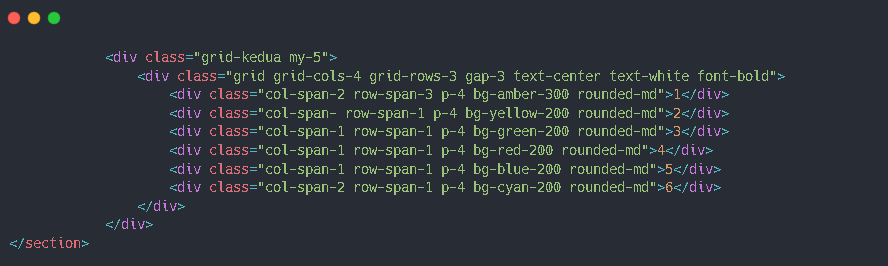 <div class="grid-kedua my-5">
<div class="grid grid-cols-4 grid-rows-3 gap-3 text-center text-white font-bold">
<div class="col-span-2 row-span-3 p-4 bg-amber-300 rounded-md">1</div>
<div class="col-span- row-span-1 p-4 bg-yellow-200 rounded-md">2</div>
<div class="col-span-1 row-span-1 p-4 bg-green-200 rounded-md">3</div>
<div class="col-span-1 row-span-1 p-4 bg-red-200 rounded-md">4</div>
<div class="col-span-1 row-span-1 p-4 bg-blue-200 rounded-md">5</div>
<div class="col-span-2 row-span-1 p-4 bg-cyan-200 rounded-md">6</div>
</div>
</div>
</section>